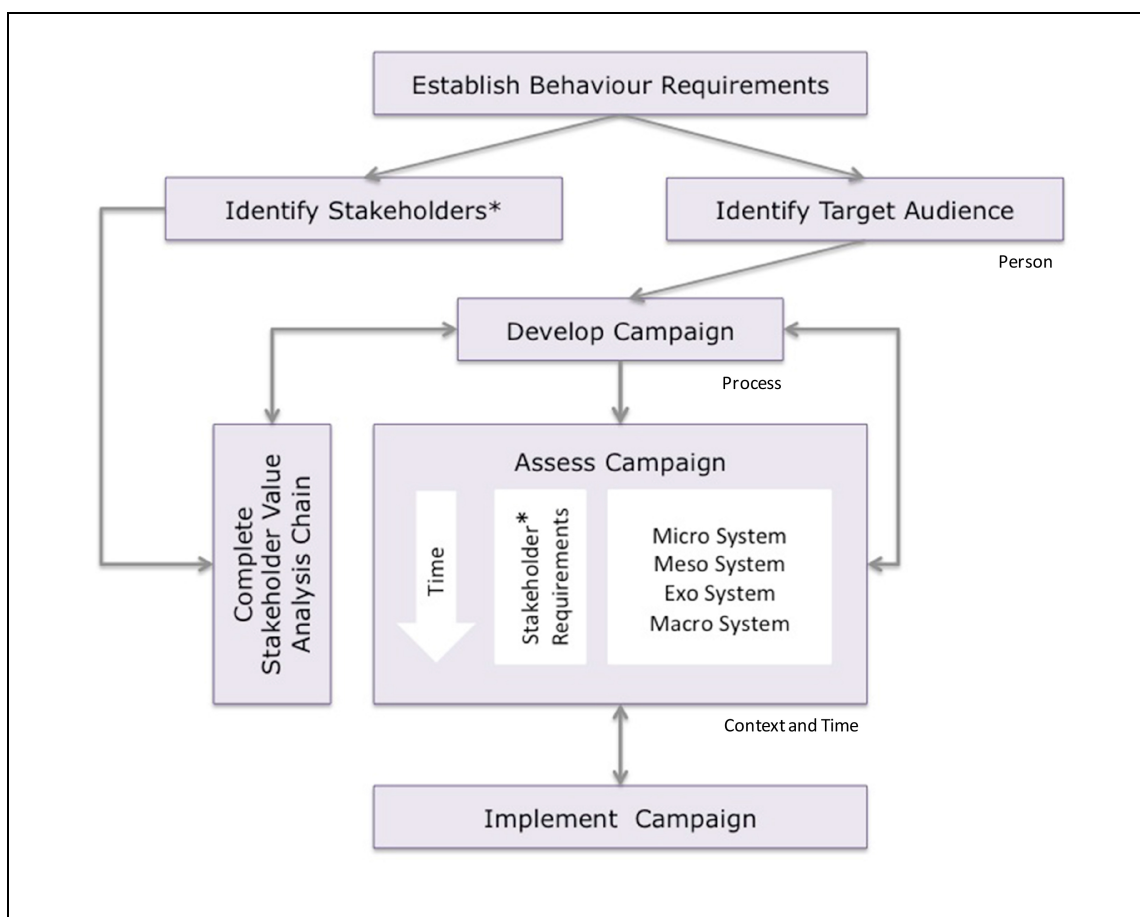 Establish Behaviour Requirements
Identify Stakeholders*
Identify Target Audience
Person
Develop Campaign
Process
Complete
Stakeholder Value
Analysis Chain
Assess Campaign
Time
Stakeholder*
Requirements
Micro System
Meso System
Exo System
Macro System
Context and Time
Implement Campaign